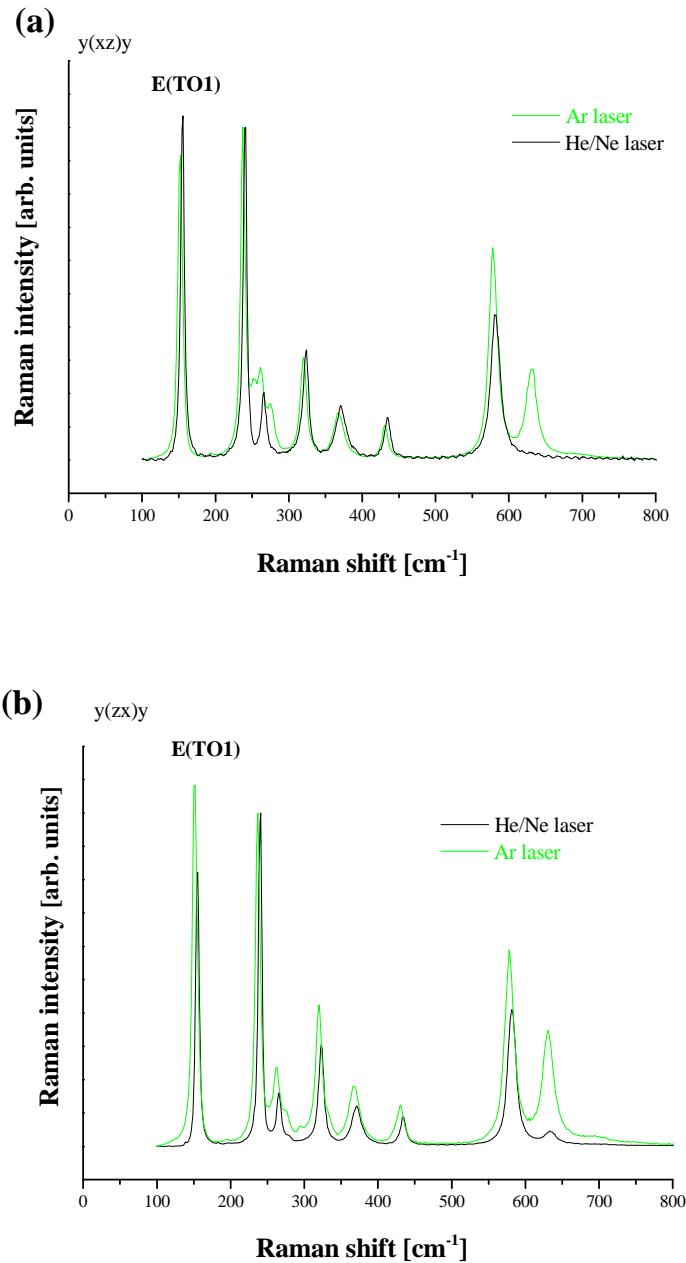 (a)
y(xz)y
E(TO1)
Ar laser
He/Ne laser
Raman intensity [arb. units]
0 100 200 300 400 500 600 700 800
Raman shift [cm-1]
(b)
y(zx)y
E(TO1)
He/Ne laser
Ar laser
Raman intensity [arb. units]
0 100 200 300 400 500 600 700 800
Raman shift [cm-1]